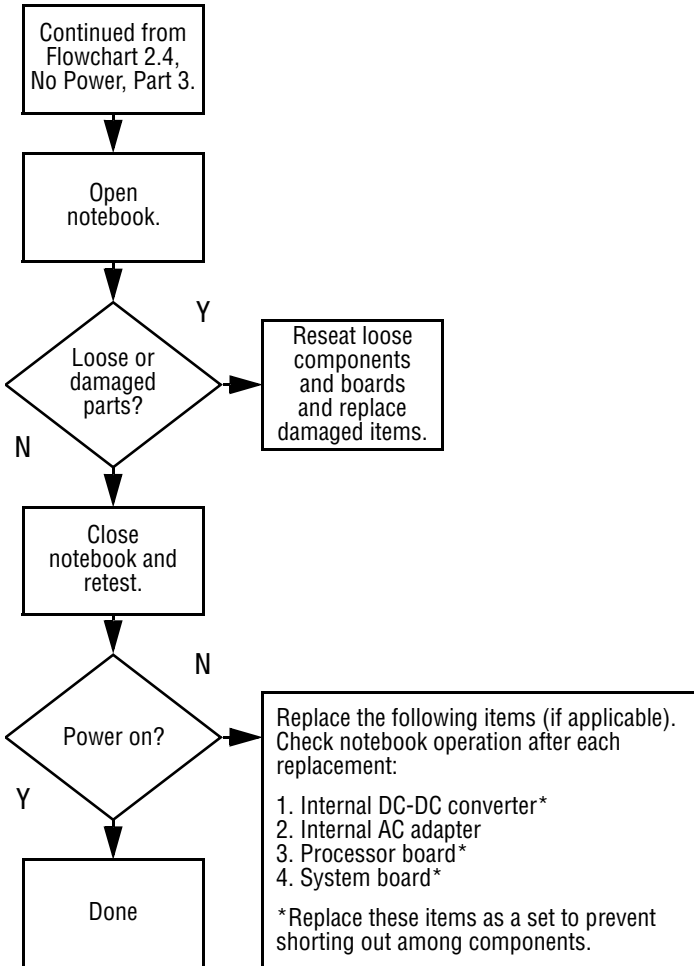 Continued from
Flowchart 2.4,
No Power, Part 3.
Open
notebook.
Y
Loose or
damaged
parts?
Reseat loose
components
and boards
and replace
damaged items.
N
Close
notebook and
retest.
N
Power on?
Replace the following items (if applicable).
Check notebook operation after each
replacement:
1. Internal DC-DC converter*
2. Internal AC adapter
3. Processor board*
4. System board*
*Replace these items as a set to prevent
shorting out among components.
Y
Done